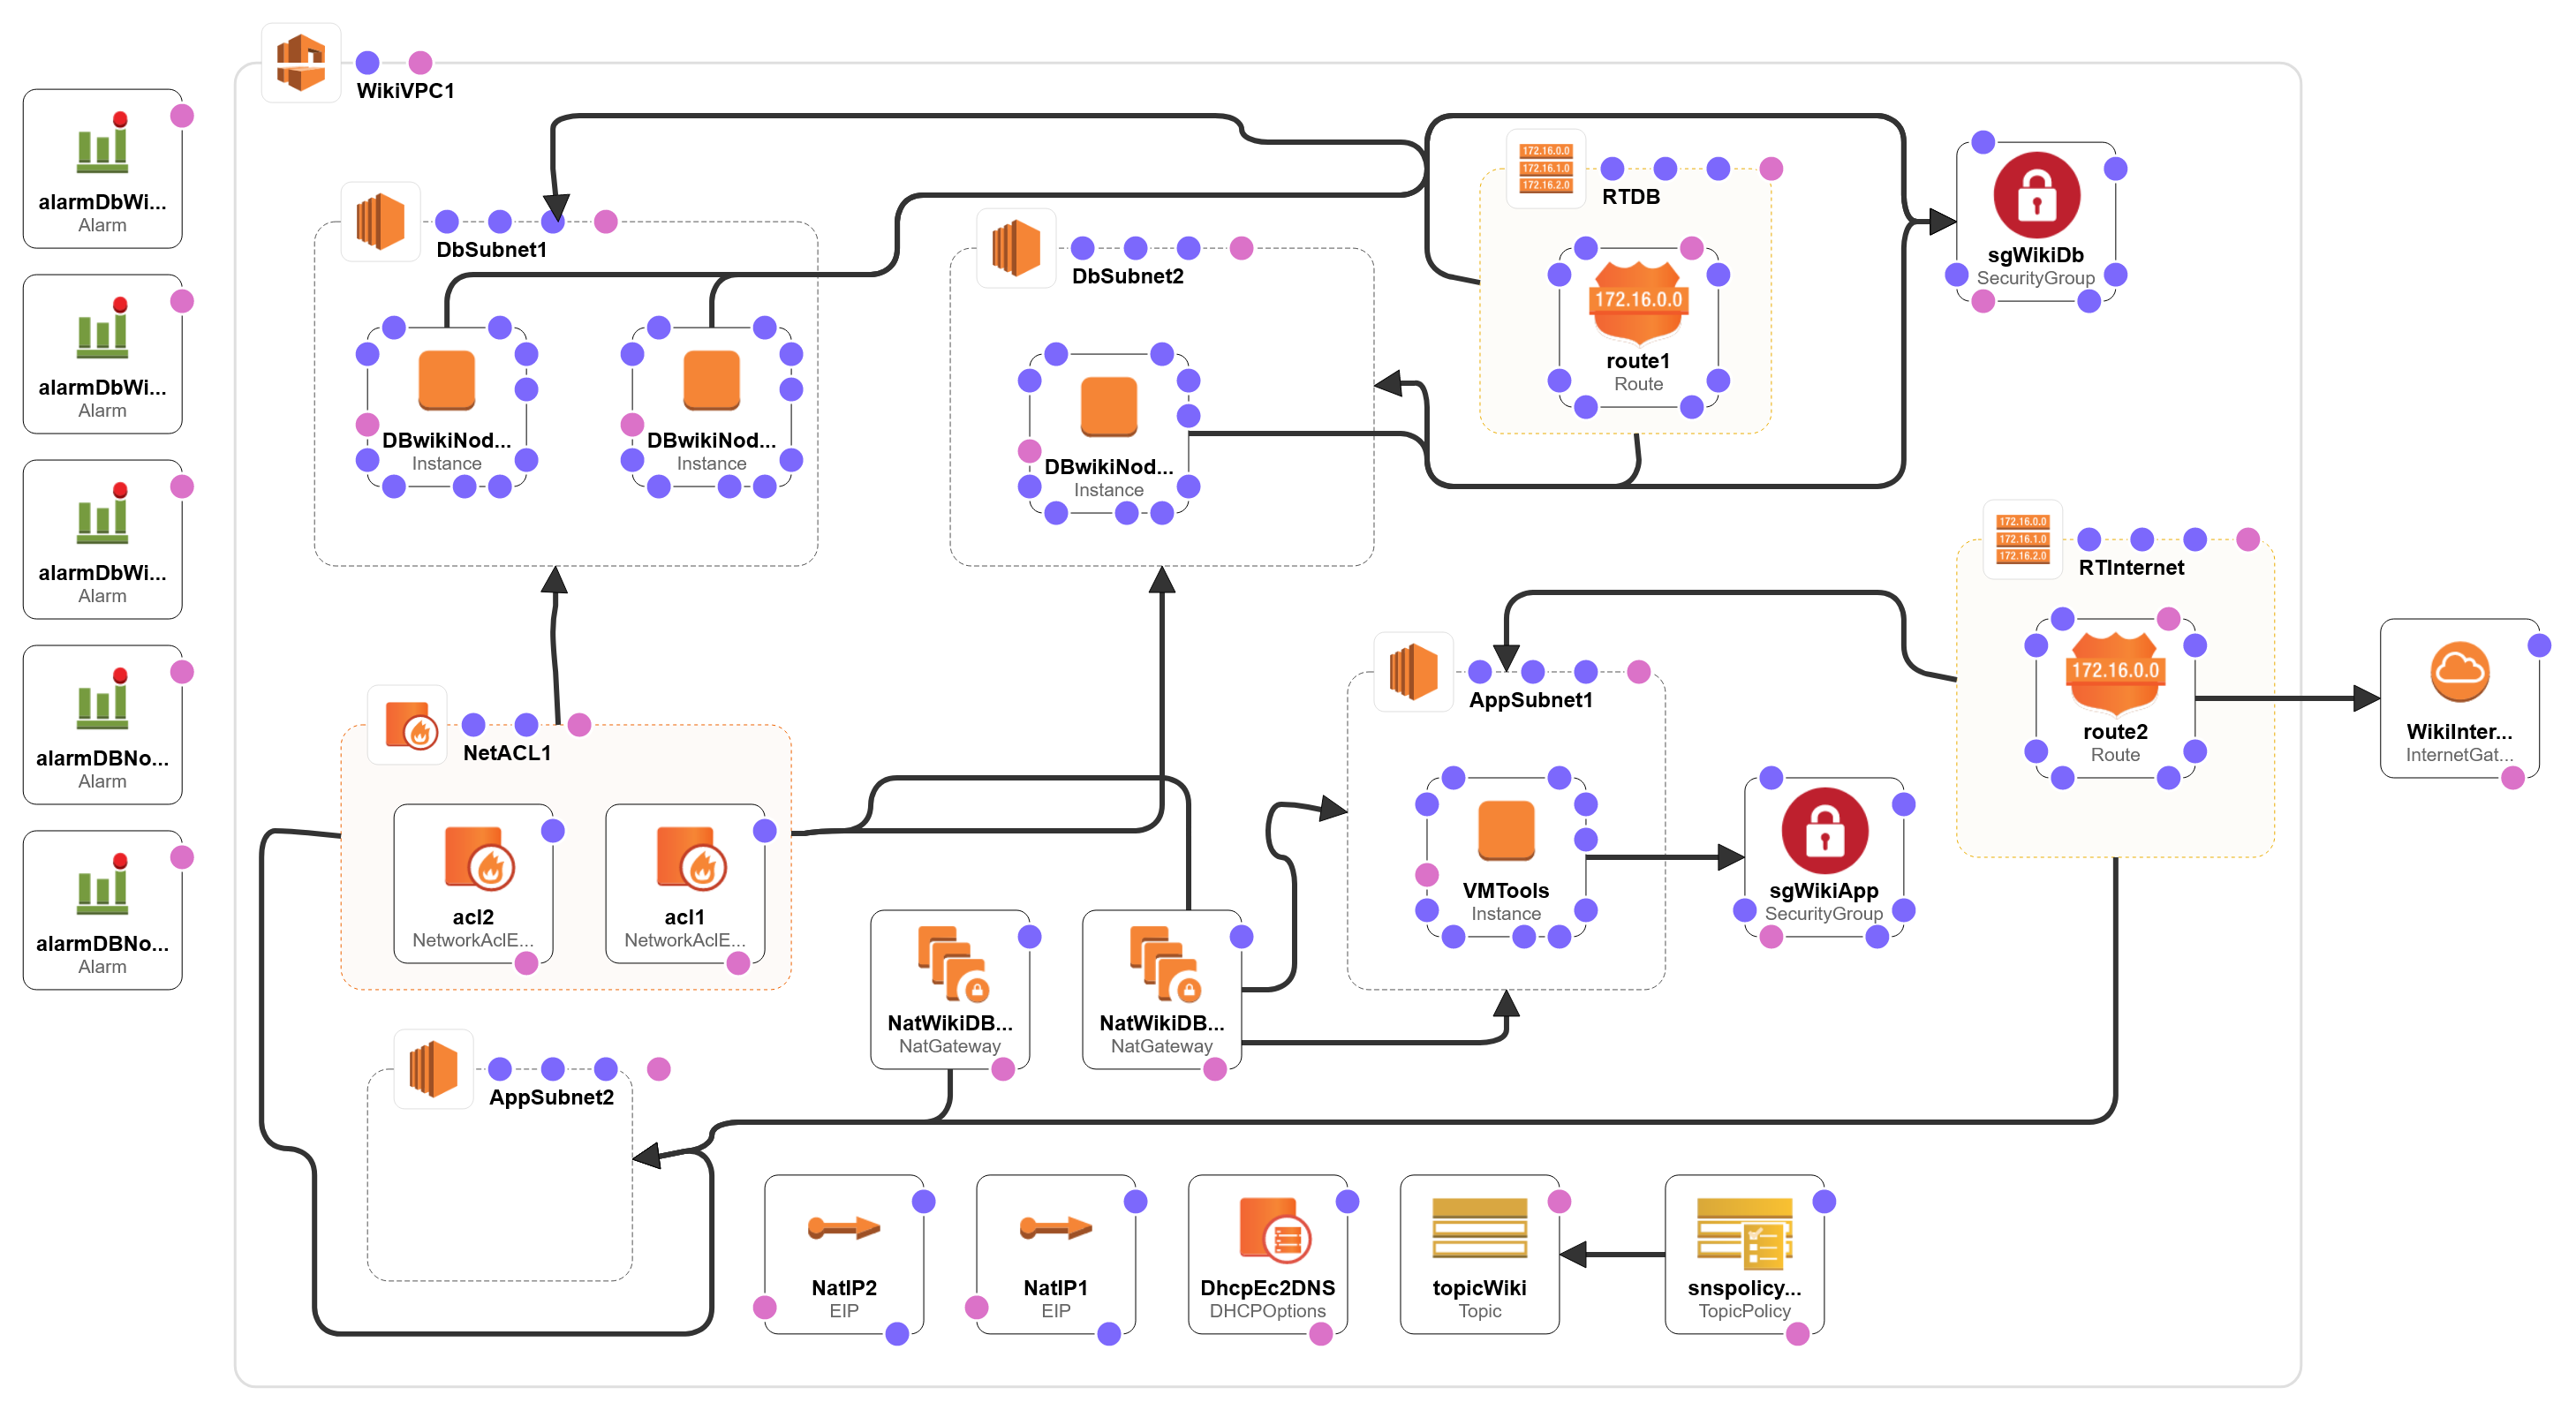 WikiVPC1
alarmDbWi...
Alarm
alarmDbWi...
Alarm
alarmDbWi...
Alarm
alarmDBNo...
Alarm
alarmDBNo...
Alarm
DbSubnet1
DBwikiNod...
Instance
DBwikiNod...
Instance
DbSubnet2
DBwikiNod...
Instance
172.16.0.0
172.16.1.0
172.16.2.0
RTDB
172.16.0.0
route1
Route
sgWikiDb
SecurityGroup
172.16.0.0
172.16.1.0
172.16.2.0
RTInternet
172.16.0.0
route2
Route
WikiInter...
InternetGat...
NetACL1
acl2
NetworkAclE...
acl1
NetworkAclE...
AppSubnet1
VMTools
Instance
sgWikiApp
SecurityGroup
NatWikiDB...
NatGateway
NatWikiDB...
NatGateway
AppSubnet2
NatIP2
EIP
NatIP1
EIP
DhcpEc2DNS
DHCPOptions
topicWiki
Topic
snspolicy...
TopicPolicy